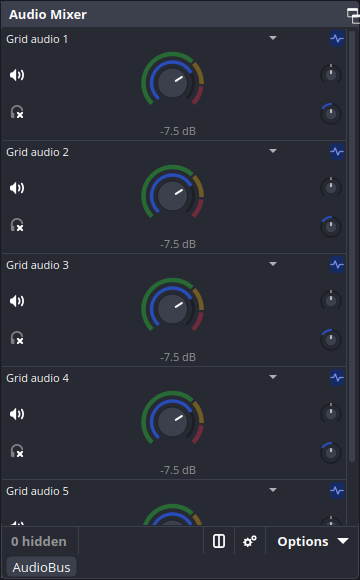 Audio Mixer
Grid audio 1
-7.5 dB
Grid audio 2
-7.5 dB
Grid audio 3
-7.5 dB
Grid audio 4
-7.5 dB
Grid audio 5
0 hidden
Options
AudioBus